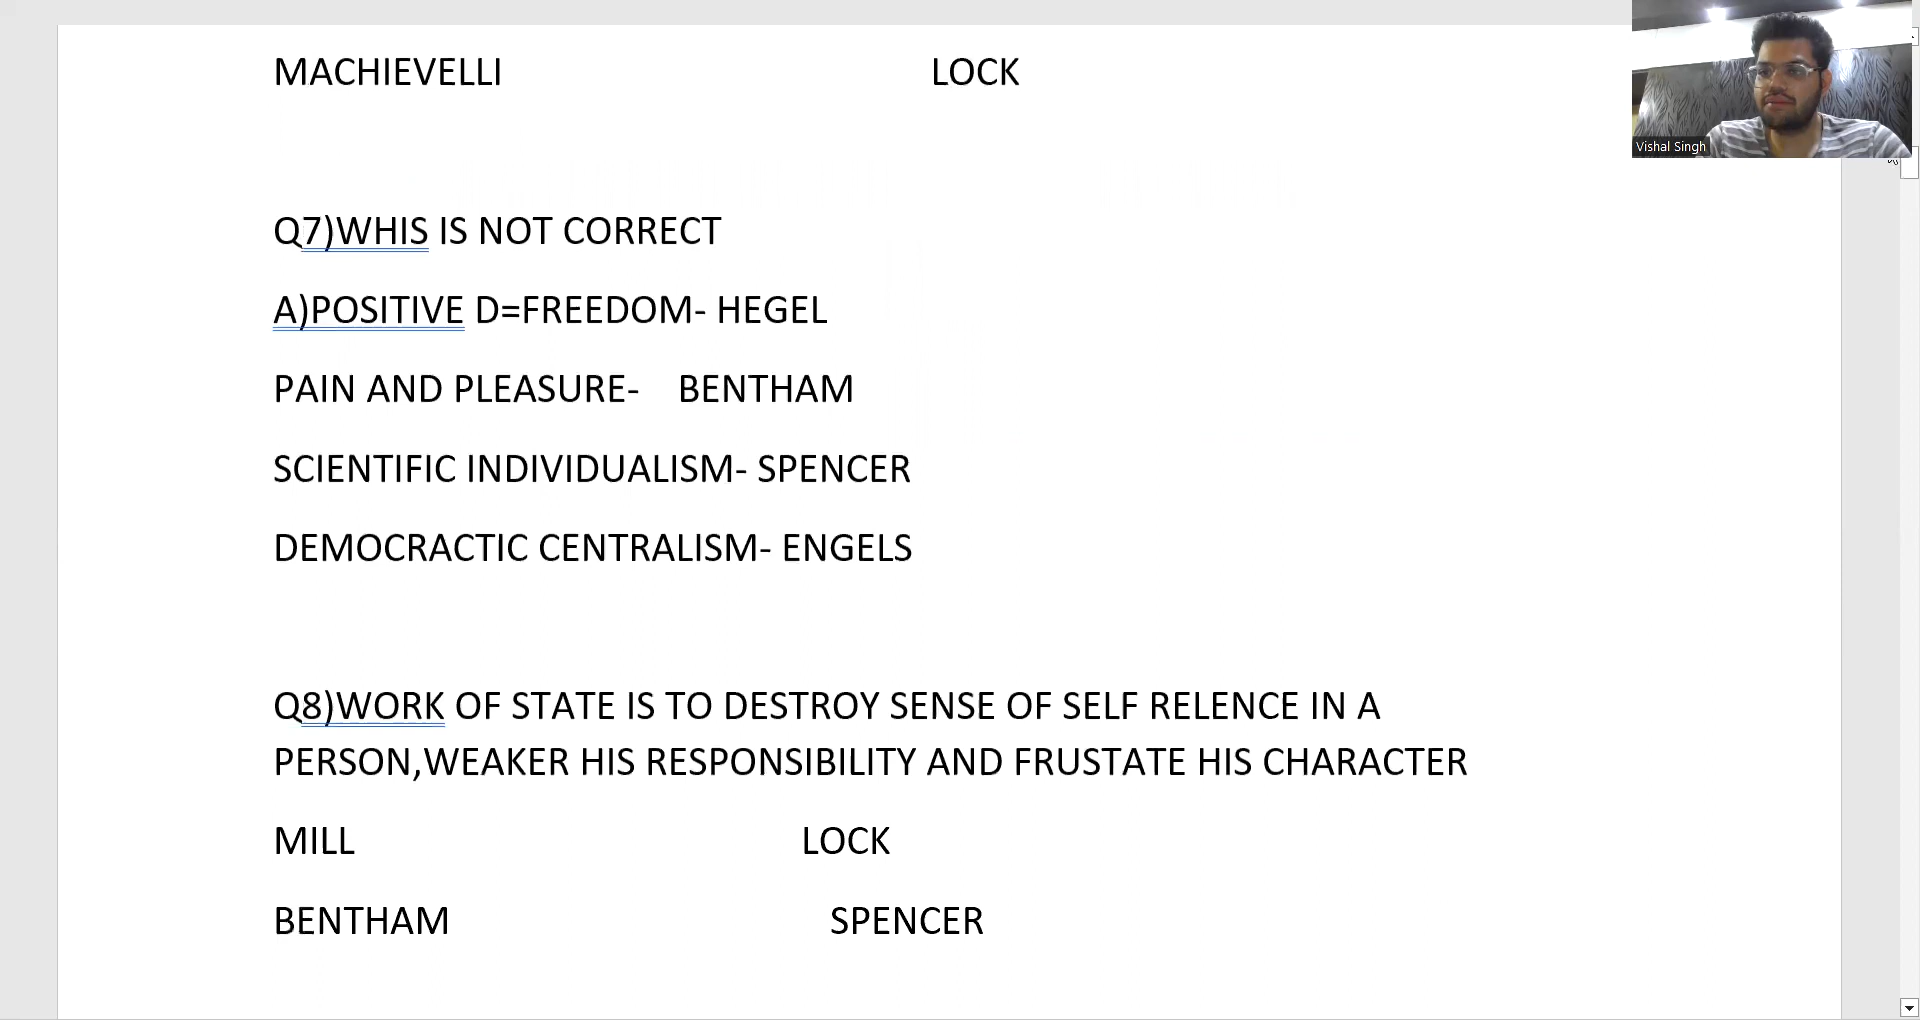 MACHIEVELLI LOCK
Vishal Singh
Q7)WHIS IS NOT CORRECT
A)POSITIVE D=FREEDOM- HEGEL
PAIN AND PLEASURE- BENTHAM
SCIENTIFIC INDIVIDUALISM- SPENCER
DEMOCRACTIC CENTRALISM- ENGELS
Q8)WORK OF STATE IS TO DESTROY SENSE OF SELF RELENCE IN A
PERSON,WEAKER HIS RESPONSIBILITY AND FRUSTATE HIS CHARACTER
MILL LOCK
BENTHAM SPENCER